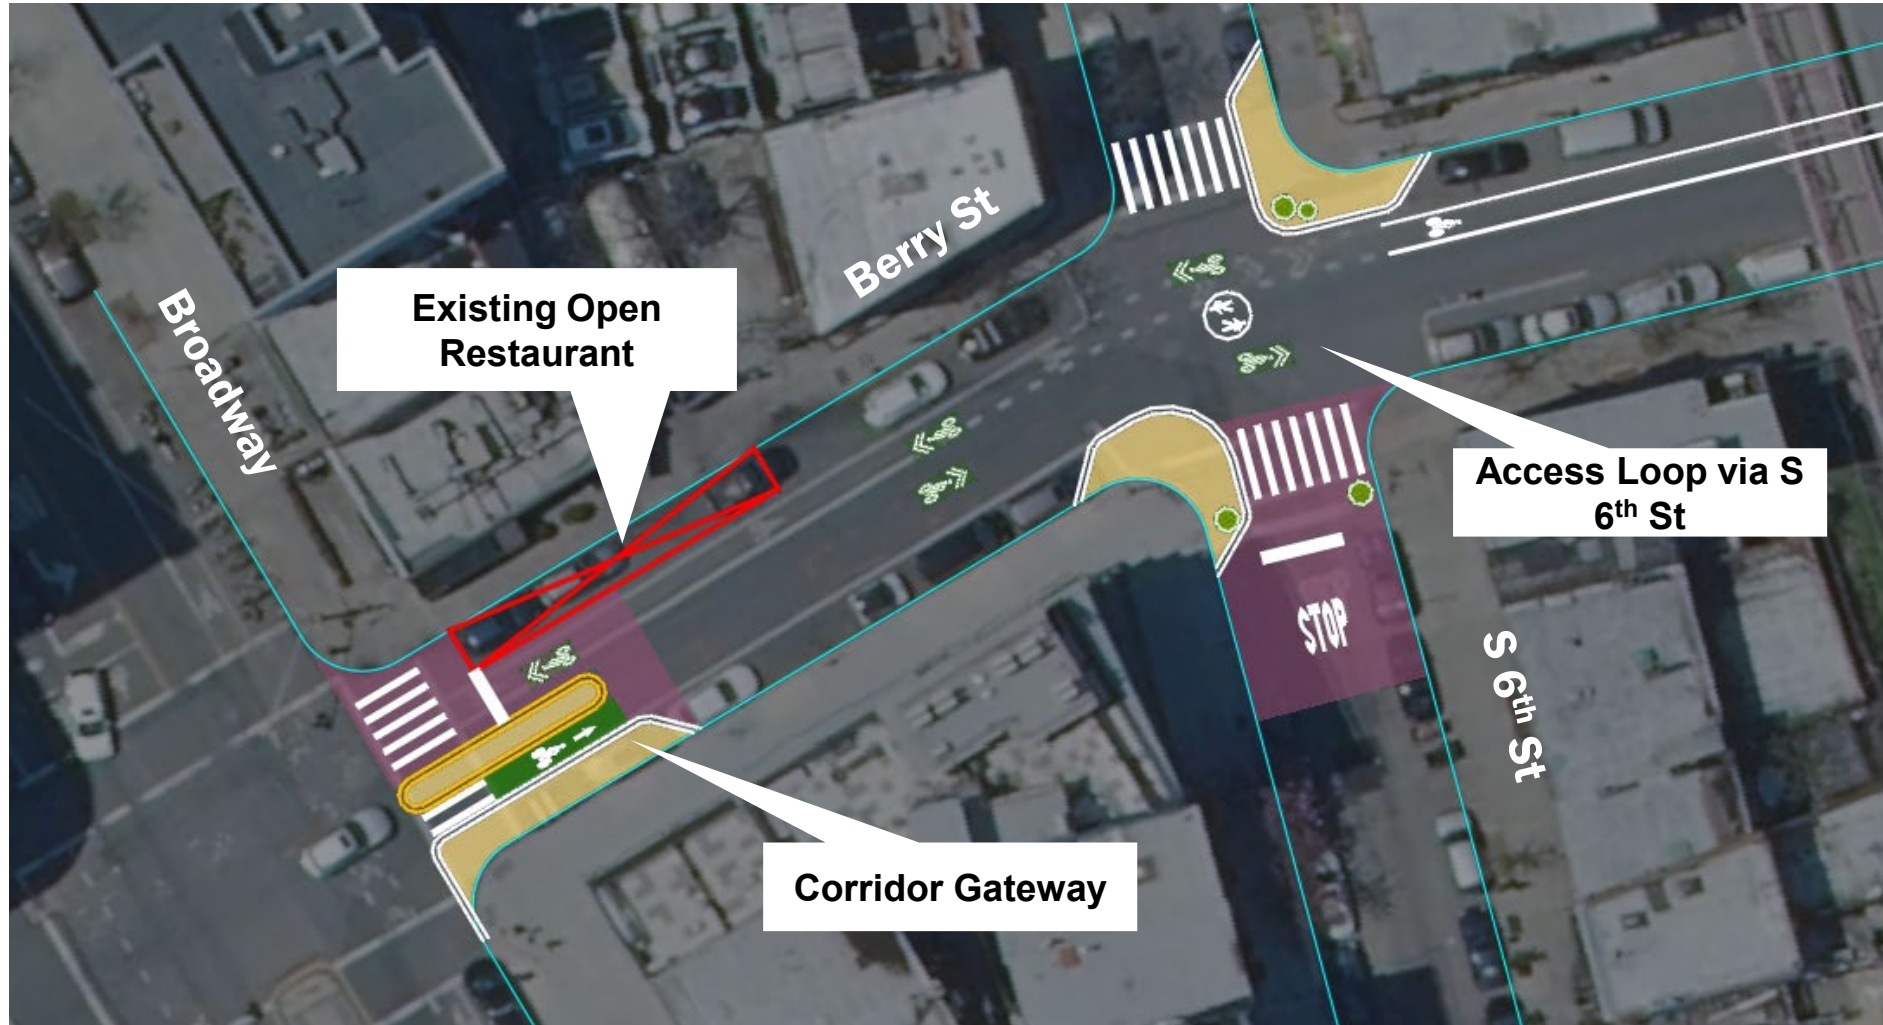 Berry St
Existing Open
Restaurant
Broadway
Access Loop via S
6th St
STOP
S 6th St
Corridor Gateway